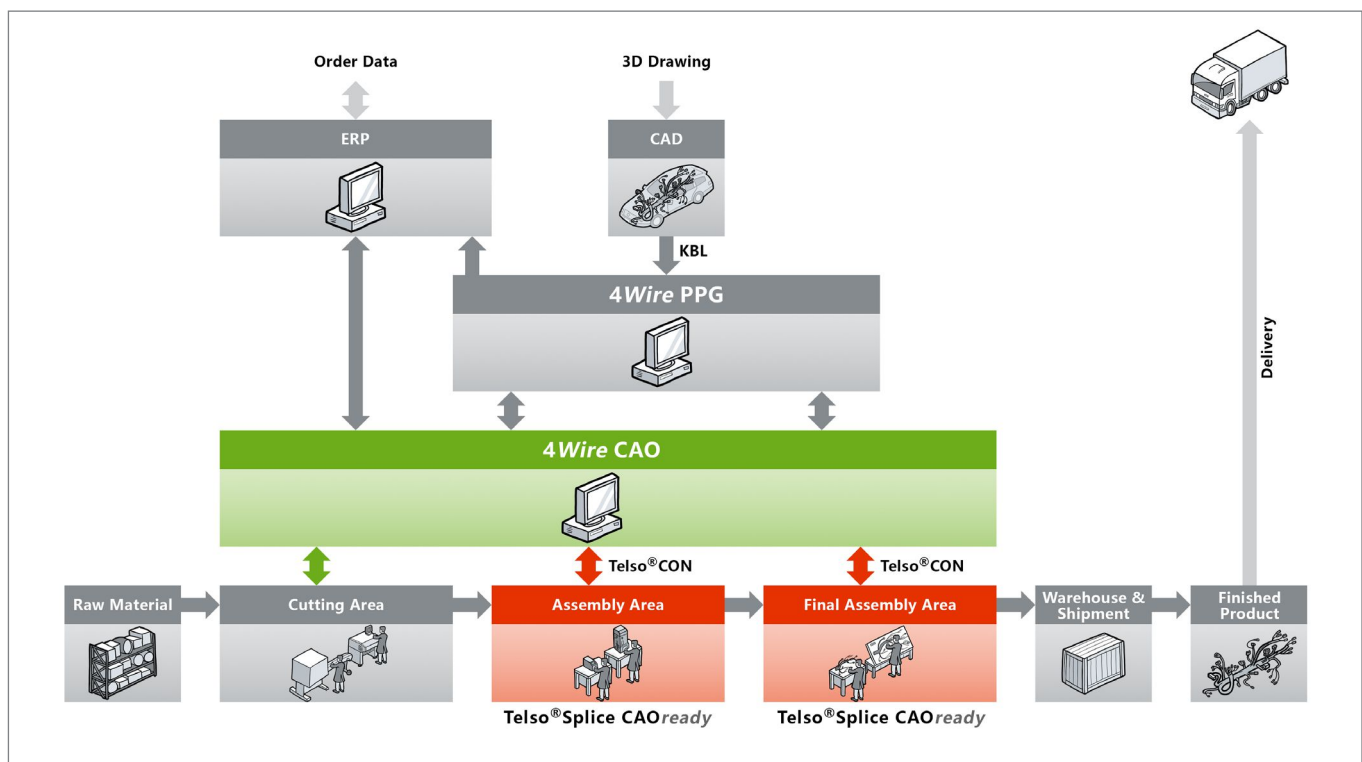 Order Data
3D Drawing
ERP
CAD
KBL
4Wire PPG
Delivery
4Wire CAO
Telso®CON
Telso®CON
Raw Material
Cutting Area
Assembly Area
Final Assembly Area
Warehouse &
Shipment
Finished
Product
Telso®Splice CAOready
Telso®Splice CAOready